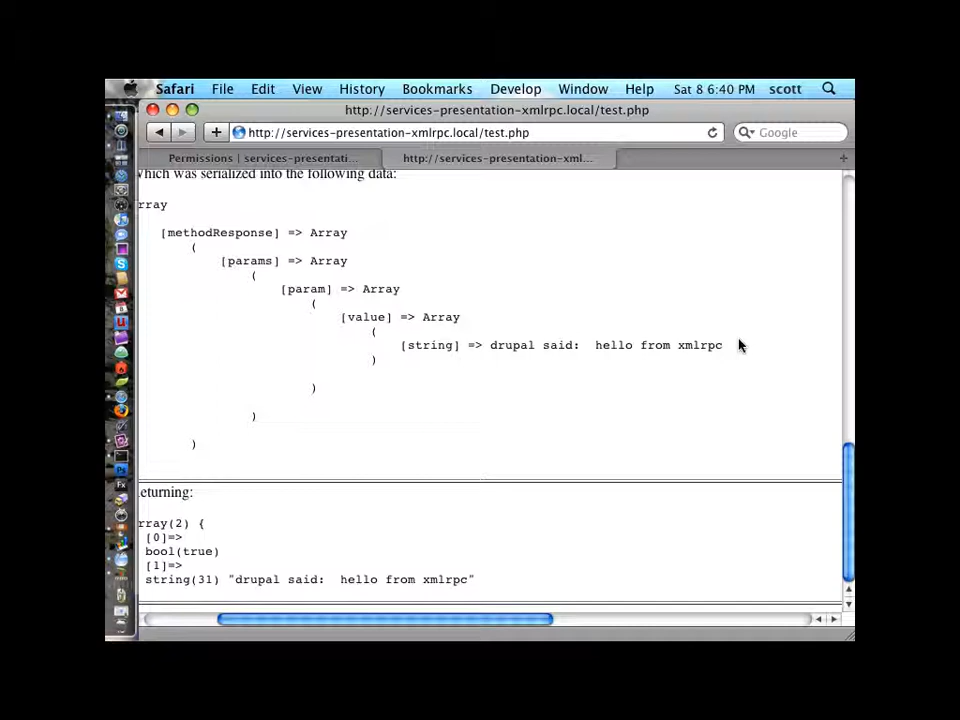 Safari File Edit View History Bookmarks Develop Window Help Sat 8 6:40 PM scott
http://services-presentation-xmlrpc.local/test.php
http://services-presentation-xmlrpc.local/test.php Google
Permissions | services-presentati... http://services-presentation-xml...
hich was serialized into the following data:
rray
[methodResponse] => Array
(
[params] => Array
(
[param] => Array
(
[value] => Array
(
[string] => drupal said:  hello from xmlrpc
)
)
)
)
eturning:
rray(2) {
[0]=>
bool(true)
[1]=>
string(31) "drupal said:  hello from xmlrpc"